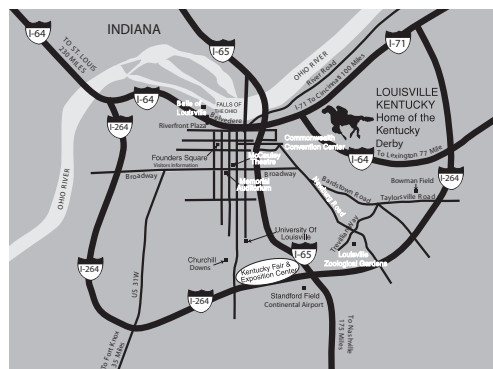 INDIANA
I-64
TO ST. LOUIS
230 MILES
I-65
OHIO RIVER
River Road
I-71 To Cincinnati 100 Miles
I-71
I-64
Belle of
Louisville
FALLS OF
THE OHIO
Belvedere
Riverfront Plaza
LOUISVILLE
KENTUCKY
Home of the
Kentucky
Derby
I-264
Commonwealth
Convention Center
I-64
To Lexington 71 Mile
Founders Square
Visitors Information
McCauley
Theatre
Memorial
Auditorium
Broadway
Broadway
Bardstown Road
Bowman Field
I-264
Taylorsville Road
OHIO RIVER
Trevilian Way
University Of
Louisville
I-65
Louisville
Zoological Gardens
Churchill
Downs
Kentucky Fair &
Exposition Center
I-264
US 31W
I-264
Standford Field
Continental Airport
To Nashville
175 Miles
To Fort Knox
35 Miles